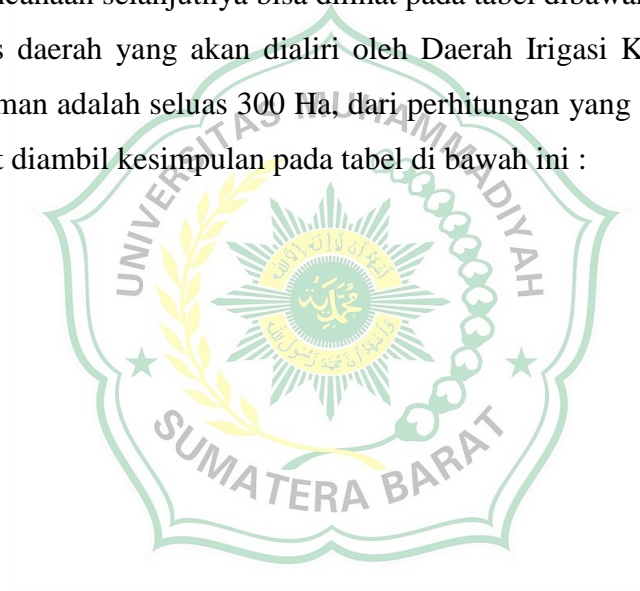 selanjutnya bisa dilihat pada tabel dibawah
daerah yang akan dialiri oleh Daerah Irigasi K
man adalah seluas 300 Ha, dari perhitungan yang
t diambil kesimpulan pada tabel di bawah ini :
UNIVERSITAS MUHAMMADIYAH
محمدية
SUMATERA BARAT